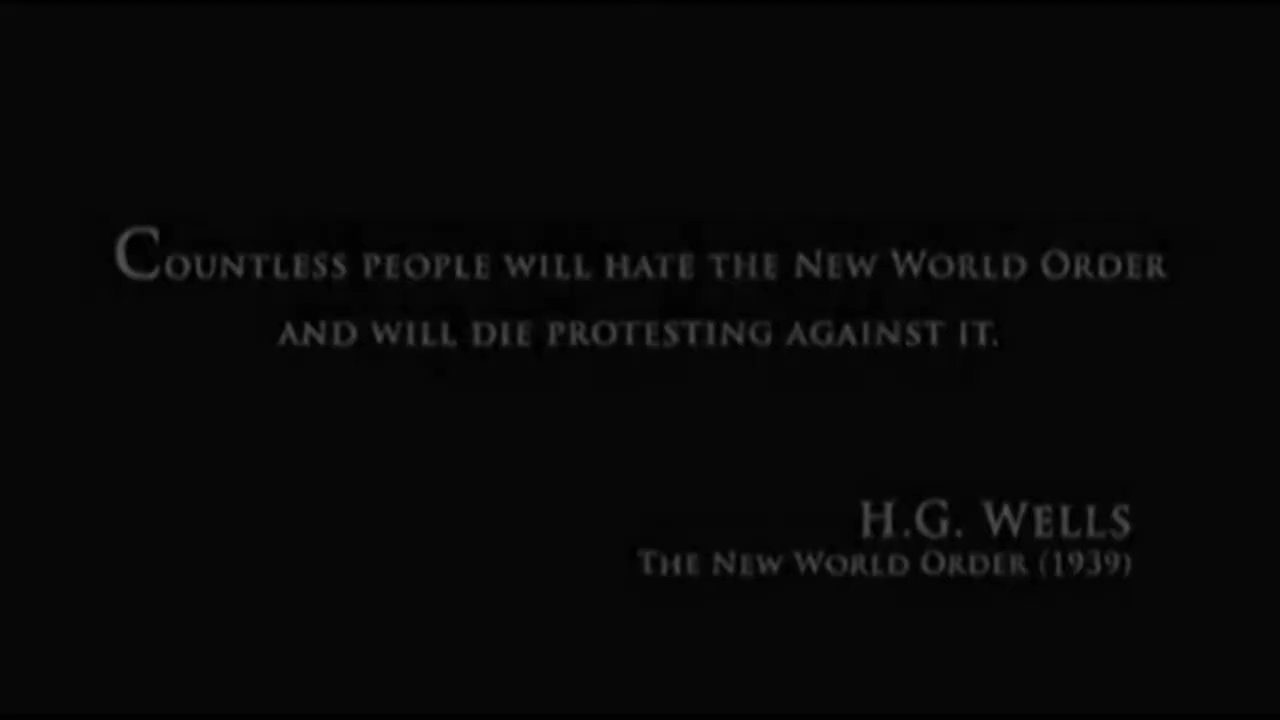 Countless people will hate the New World Order
and will die protesting against it.
H.G. Wells
The New World Order (1939)